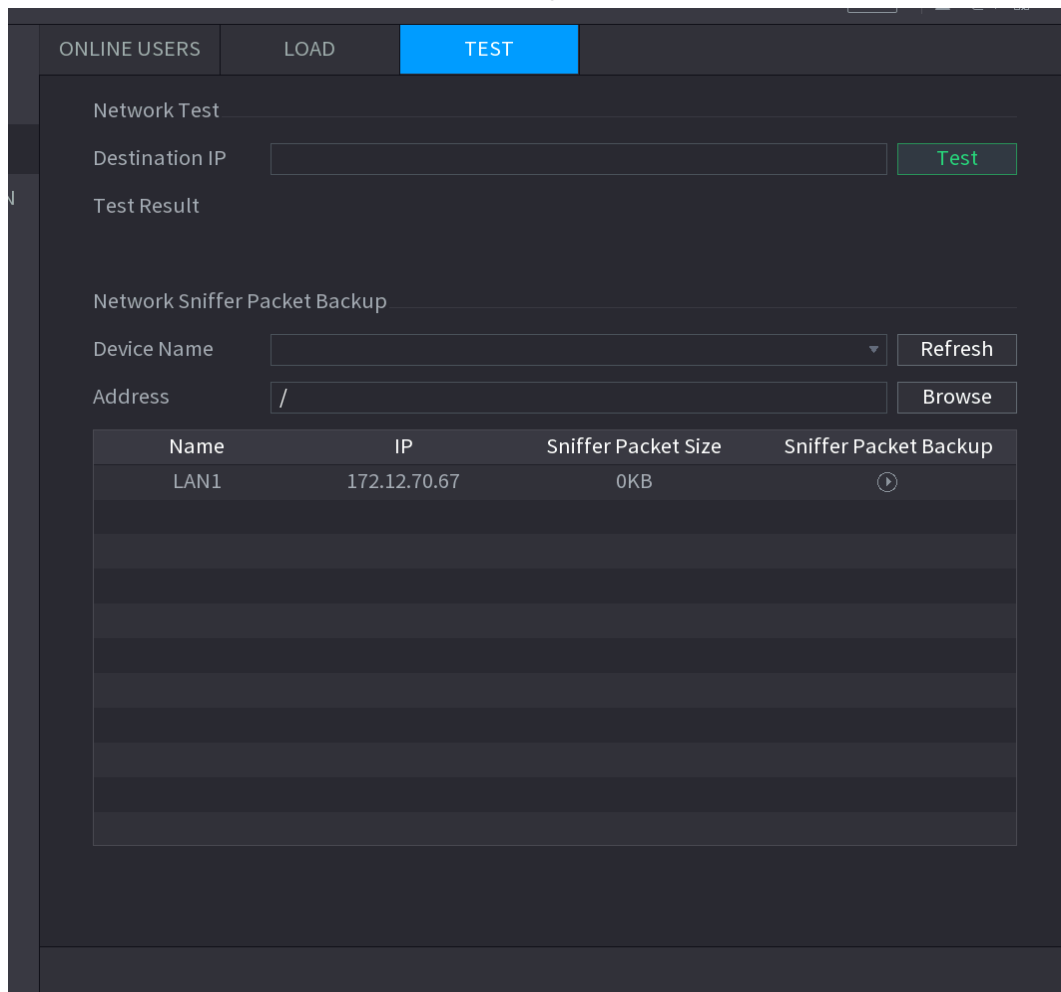 ONLINE USERS LOAD TEST
Network Test
Destination IP Test
Test Result
Network Sniffer Packet Backup
Device Name Refresh
Address / Browse
Name IP Sniffer Packet Size Sniffer Packet Backup
LAN1 172.12.70.67 0KB